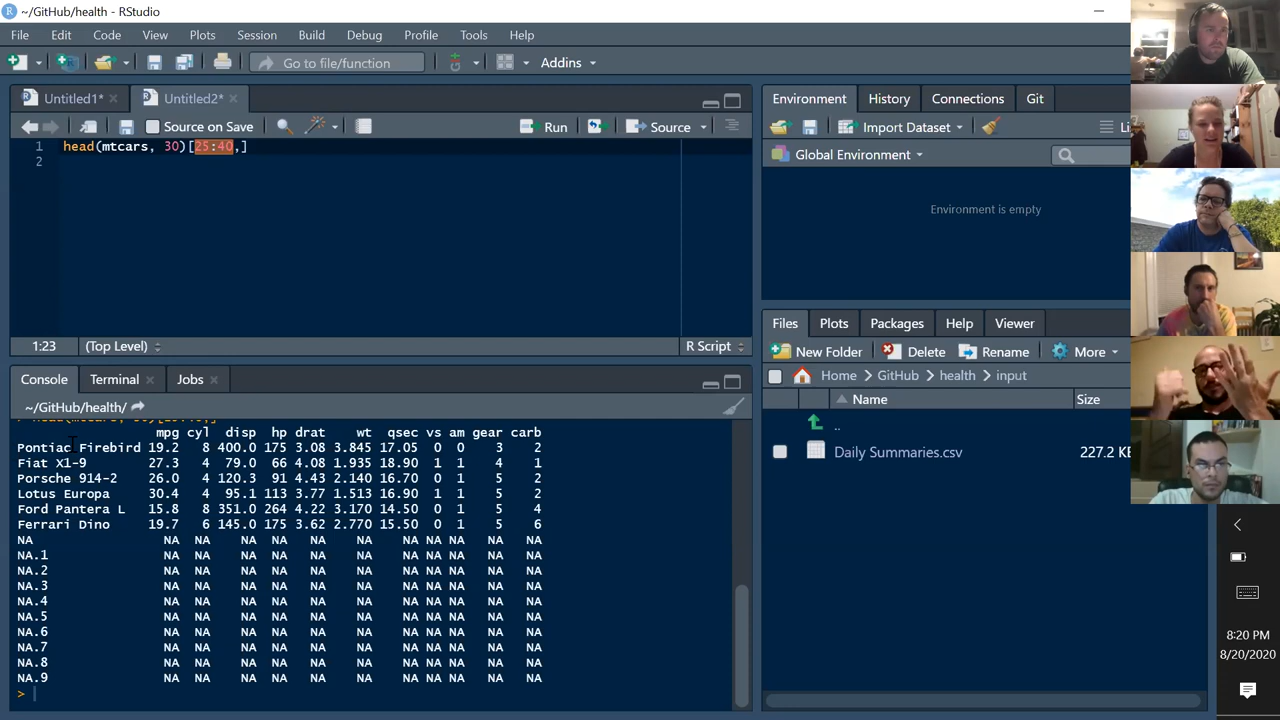 ~/GitHub/health - RStudio
File Edit Code View Plots Session Build Debug Profile Tools Help
Go to file/function Addins
Untitled1* Untitled2*
Source on Save Run Source
1 head(mtcars, 30)[25:40,]
2
1:23 (Top Level) R Script
Console Terminal Jobs
~/GitHub/health/
mpg cyl disp hp drat wt qsec vs am gear carb
Pontiac Firebird 19.2 8 400.0 175 3.08 3.845 17.05 0 0 3 2
Fiat X1-9 27.3 4 79.0 66 4.08 1.935 18.90 1 1 4 1
Porsche 914-2 26.0 4 120.3 91 4.43 2.140 16.70 0 1 5 2
Lotus Europa 30.4 4 95.1 113 3.77 1.513 16.90 1 1 5 2
Ford Pantera L 15.8 8 351.0 264 4.22 3.170 14.50 0 1 5 4
Ferrari Dino 19.7 6 145.0 175 3.62 2.770 15.50 0 1 5 6
NA NA NA NA NA NA NA NA NA NA NA NA
NA.1 NA NA NA NA NA NA NA NA NA NA NA
NA.2 NA NA NA NA NA NA NA NA NA NA NA
NA.3 NA NA NA NA NA NA NA NA NA NA NA
NA.4 NA NA NA NA NA NA NA NA NA NA NA
NA.5 NA NA NA NA NA NA NA NA NA NA NA
NA.6 NA NA NA NA NA NA NA NA NA NA NA
NA.7 NA NA NA NA NA NA NA NA NA NA NA
NA.8 NA NA NA NA NA NA NA NA NA NA NA
NA.9 NA NA NA NA NA NA NA NA NA NA NA
>
Environment History Connections Git
Import Dataset Li
Global Environment
Environment is empty
Files Plots Packages Help Viewer
New Folder Delete Rename More
Home GitHub health input
Name Size
..
Daily Summaries.csv 227.2 KB
8:20 PM
8/20/2020